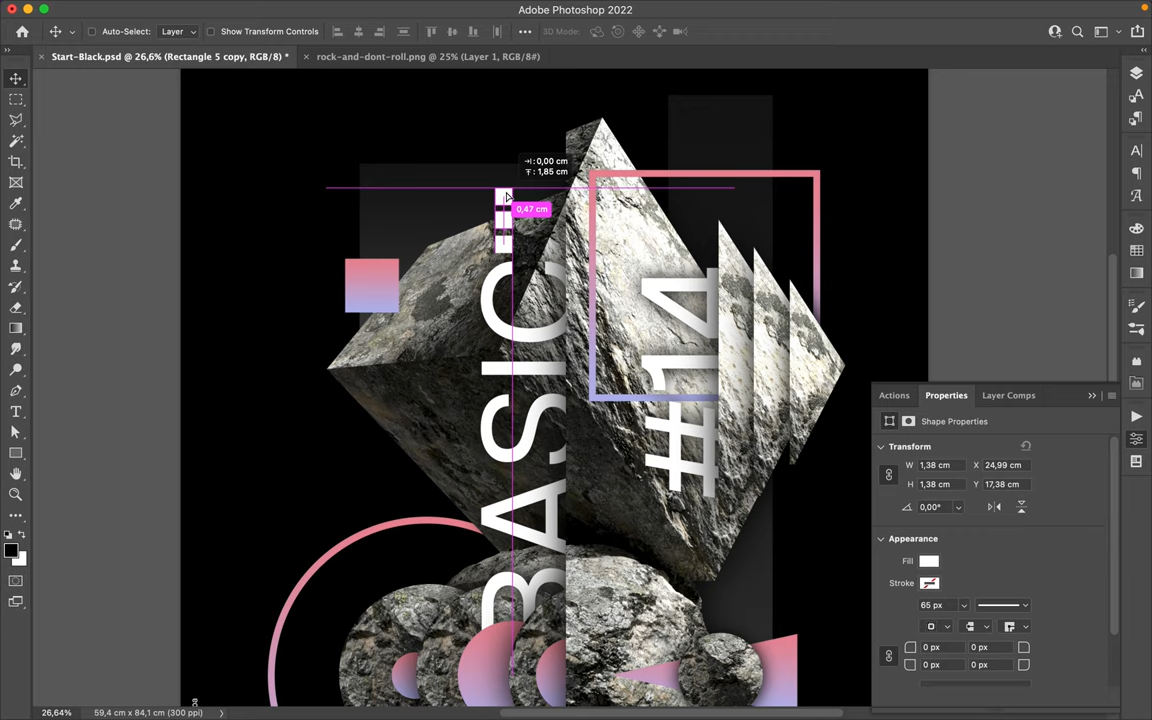 Adobe Photoshop 2022
Auto-Select: Layer Show Transform Controls 3D Mode:
Start-Black.psd @ 26,6% (Rectangle 5 copy, RGB/8) * rock-and-dont-roll.png @ 25% (Layer 1, RGB/8#)
→: 0,00 cm
1,85 cm
0,47 cm
BASIC
#14
Actions Properties Layer Comps
Shape Properties
Transform
W 1,38 cm X 24,99 cm
H 1,38 cm Y 17,38 cm
0,00°
Appearance
Fill
Stroke
65 px
0 px 0 px
0 px 0 px
26,64% 59,4 cm x 84,1 cm (300 ppi)